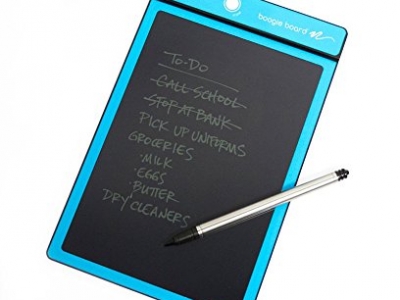 boogie board
TO-DO
CALL SCHOOL
STOP AT BANK
PICK UP UNIFORMS
GROCERIES
·MILK
·EGGS
·BUTTER
DRY CLEANERS